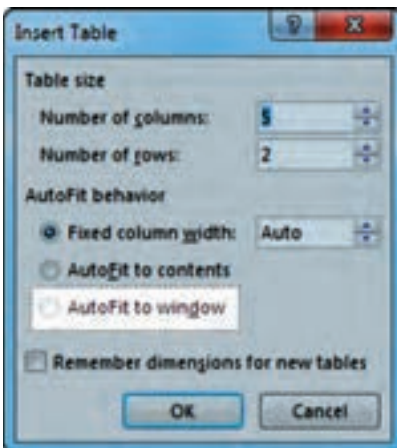 Insert Table
Table size
Number of columns: 5
Number of rows: 2
AutoFit behavior
Fixed column width: Auto
AutoFit to contents
AutoFit to window
Remember dimensions for new tables
OK Cancel